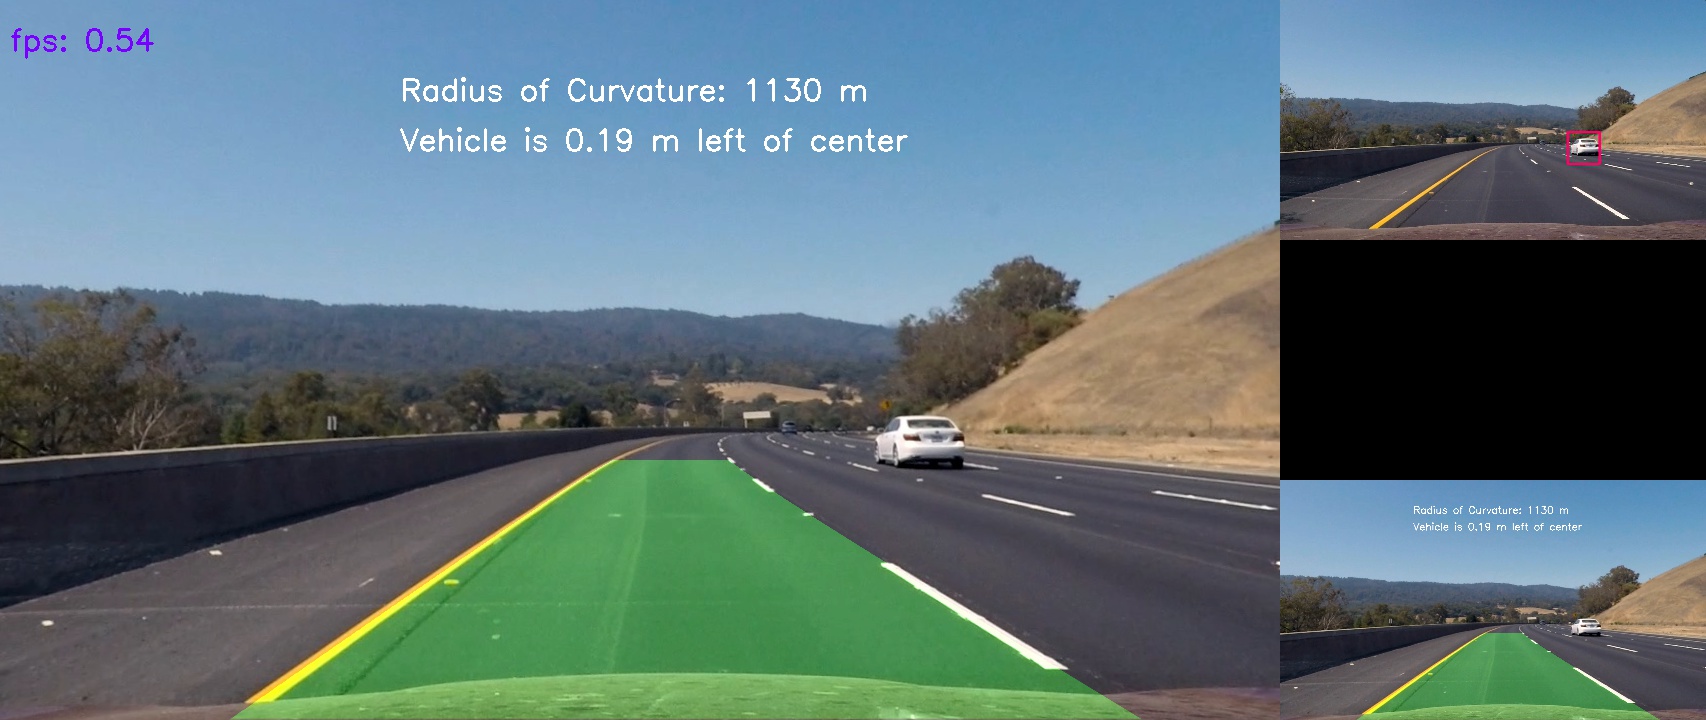 fps: 0.54
Radius of Curvature: 1130 m
Vehicle is 0.19 m left of center
Radius of Curvature: 1130 m
Vehicle is 0.19 m left of center